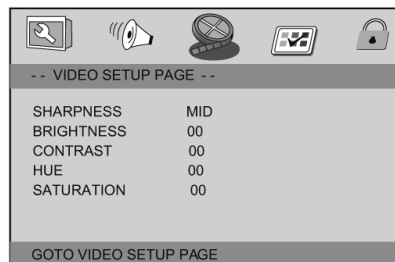 -- VIDEO SETUP PAGE --
SHARPNESS MID
BRIGHTNESS 00
CONTRAST 00
HUE 00
SATURATION 00
GOTO VIDEO SETUP PAGE